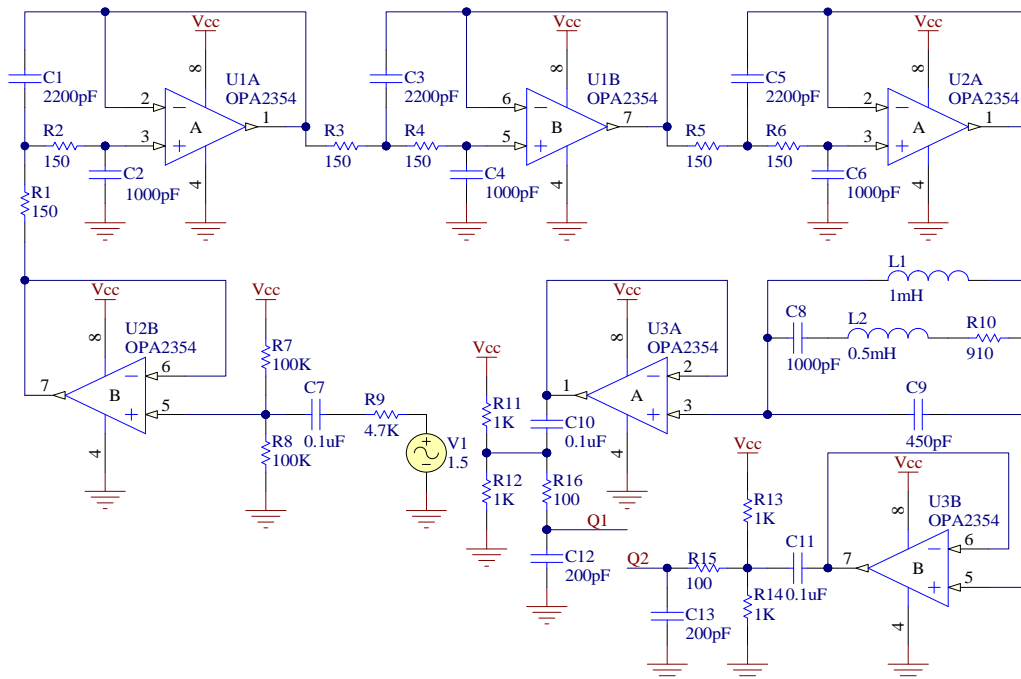 Vcc
Vcc
Vcc
C1
2200pF
8
U1A
OPA2354
2
1
A
3
4
R2
150
C2
1000pF
R1
150
C3
2200pF
8
U1B
OPA2354
6
7
B
5
4
R3
150
R4
150
C4
1000pF
C5
2200pF
8
U2A
OPA2354
2
1
A
3
4
R5
150
R6
150
C6
1000pF
Vcc
8
U2B
OPA2354
6
7
B
5
4
Vcc
R7
100K
C7
0.1uF
R9
4.7K
R8
100K
V1
1.5
Vcc
R11
1K
R12
1K
Vcc
8
U3A
OPA2354
2
1
A
3
4
C10
0.1uF
R16
100
Q1
C12
200pF
L1
1mH
C8
1000pF
L2
0.5mH
R10
910
C9
450pF
Vcc
R13
1K
Q2
R15
100
C11
0.1uF
R14
1K
C13
200pF
Vcc
8
U3B
OPA2354
6
7
B
5
4